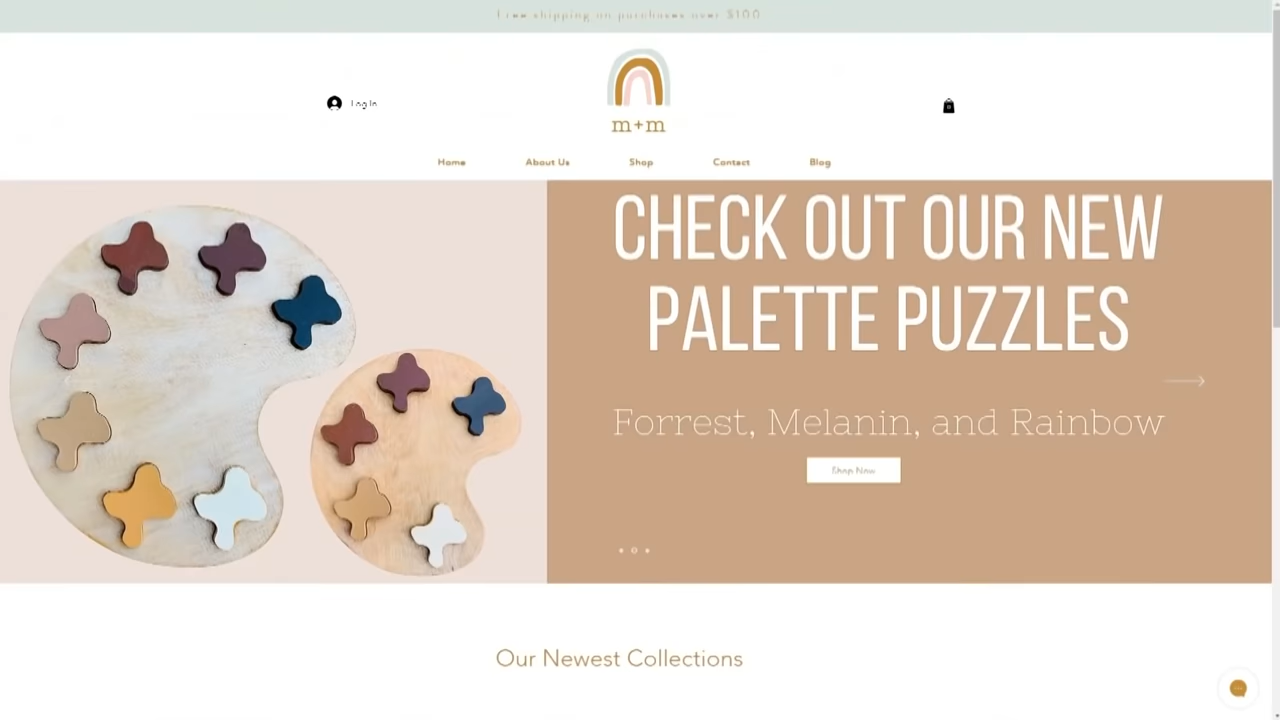 Free shipping on purchases over $100
Log In
0
m+m
Home About Us Shop Contact Blog
CHECK OUT OUR NEW
PALETTE PUZZLES
Forrest, Melanin, and Rainbow
Shop Now
Our Newest Collections